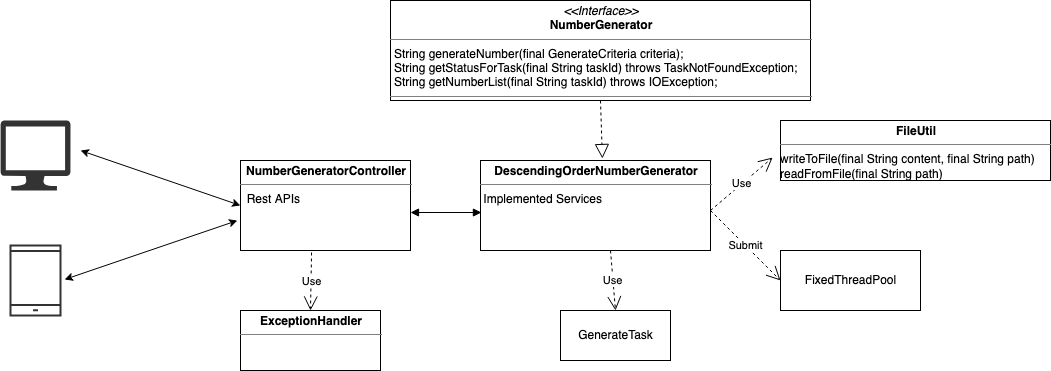 <<Interface>>
NumberGenerator
String generateNumber(final GenerateCriteria criteria);
String getStatusForTask(final String taskId) throws TaskNotFoundException;
String getNumberList(final String taskId) throws IOException;
FileUtil
writeToFile(final String content, final String path)
readFromFile(final String path)
NumberGeneratorController
Rest APIs
DescendingOrderNumberGenerator
Implemented Services
Use
Submit
Use
Use
FixedThreadPool
ExceptionHandler
GenerateTask